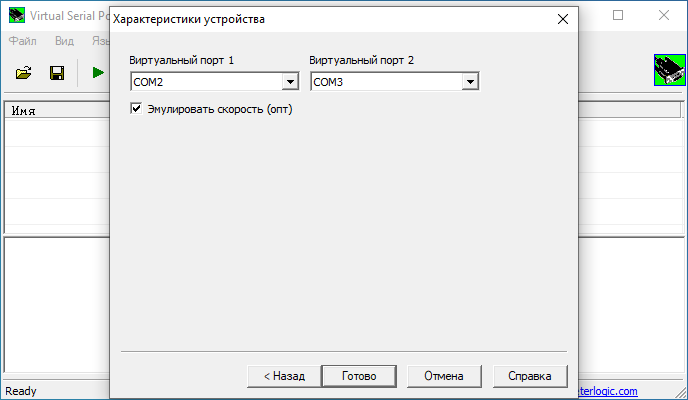 Virtual Serial Po
Характеристики устройства
Файл Вид Язы
Виртуальный порт 1 Виртуальный порт 2
COM2 COM3
Эмулировать скорость (опт)
Имя
< Назад Готово Отмена Справка
Ready
terlogic.com